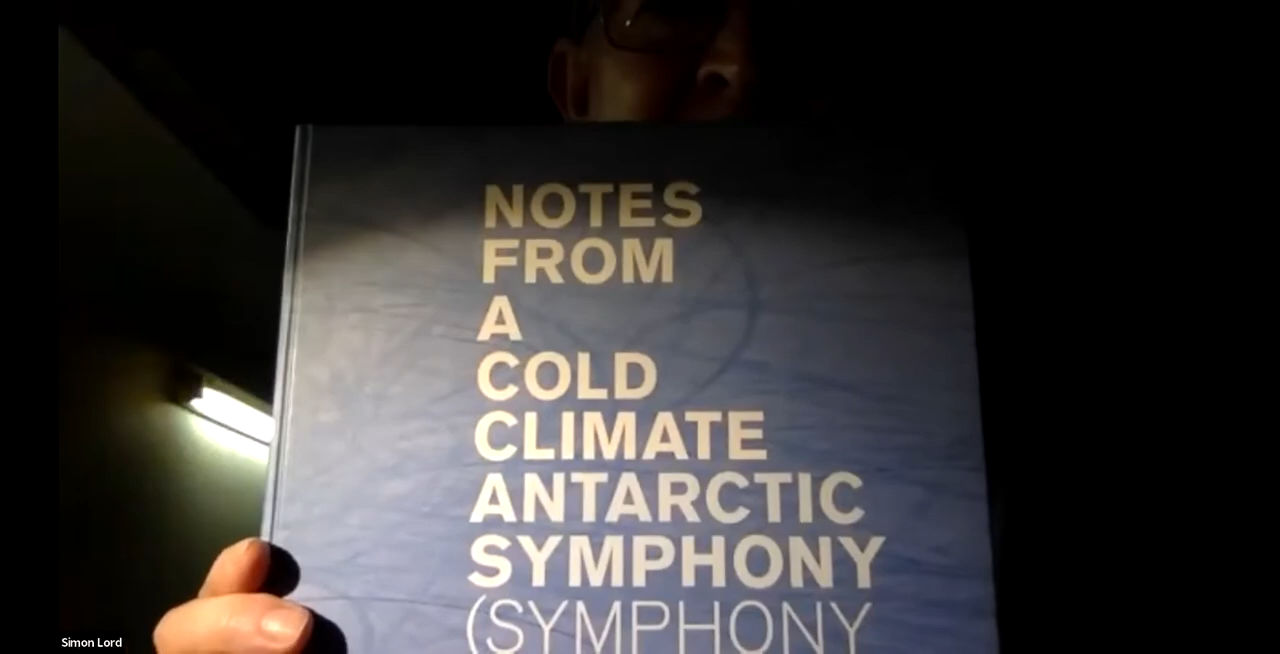 NOTES
FROM
A
COLD
CLIMATE
ANTARCTIC
SYMPHONY
(SYMPHONY
Simon Lord